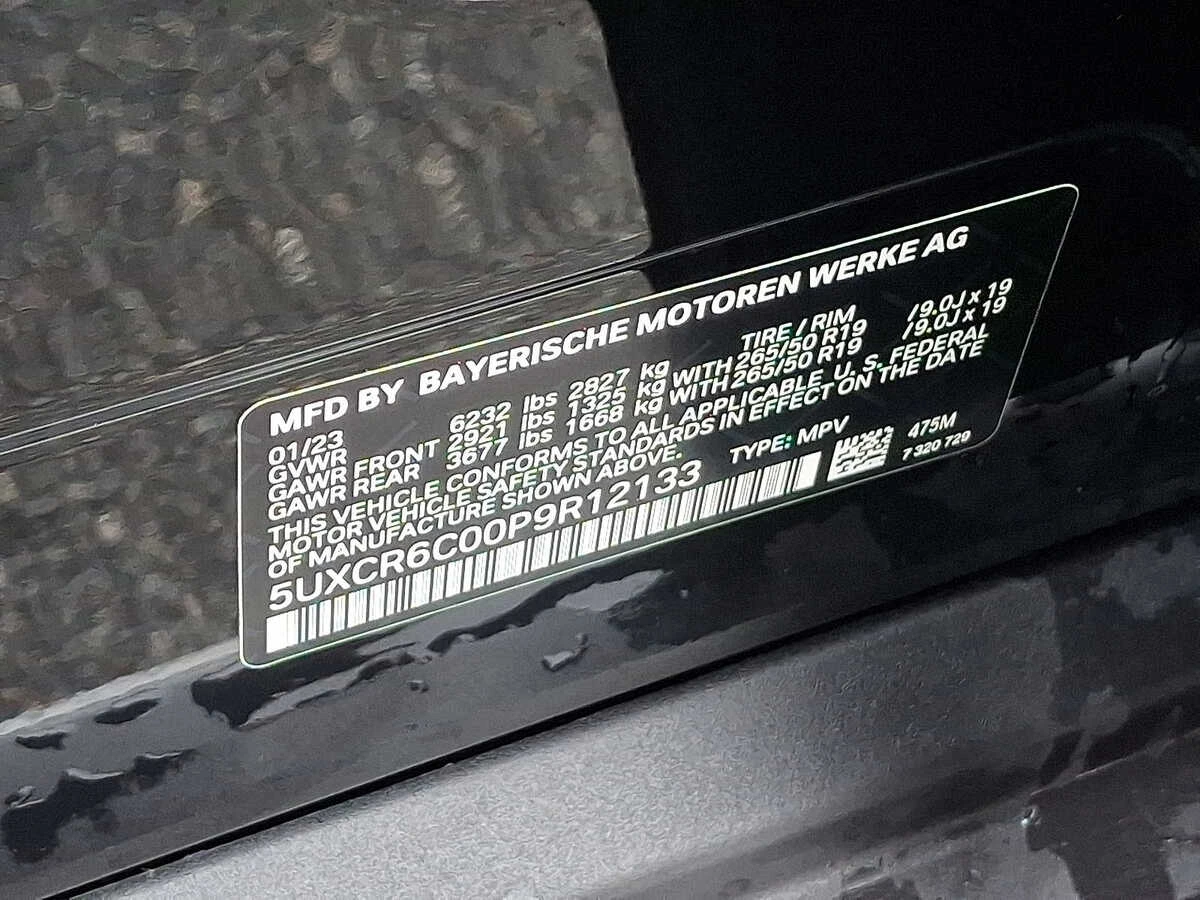 MFD BY BAYERISCHE MOTOREN WERKE AG
01/23 TIRE / RIM
GVWR 6232 lbs 2827 kg
GAWR FRONT 2921 lbs 1325 kg WITH 265/50 R19 /9.0J x 19
GAWR REAR 3677 lbs 1668 kg WITH 265/50 R19 /9.0J x 19
THIS VEHICLE CONFORMS TO ALL APPLICABLE U. S. FEDERAL
MOTOR VEHICLE SAFETY STANDARDS IN EFFECT ON THE DATE
OF MANUFACTURE SHOWN ABOVE.
5UXCR6C00P9R12133 TYPE: MPV 475M
7 320 729